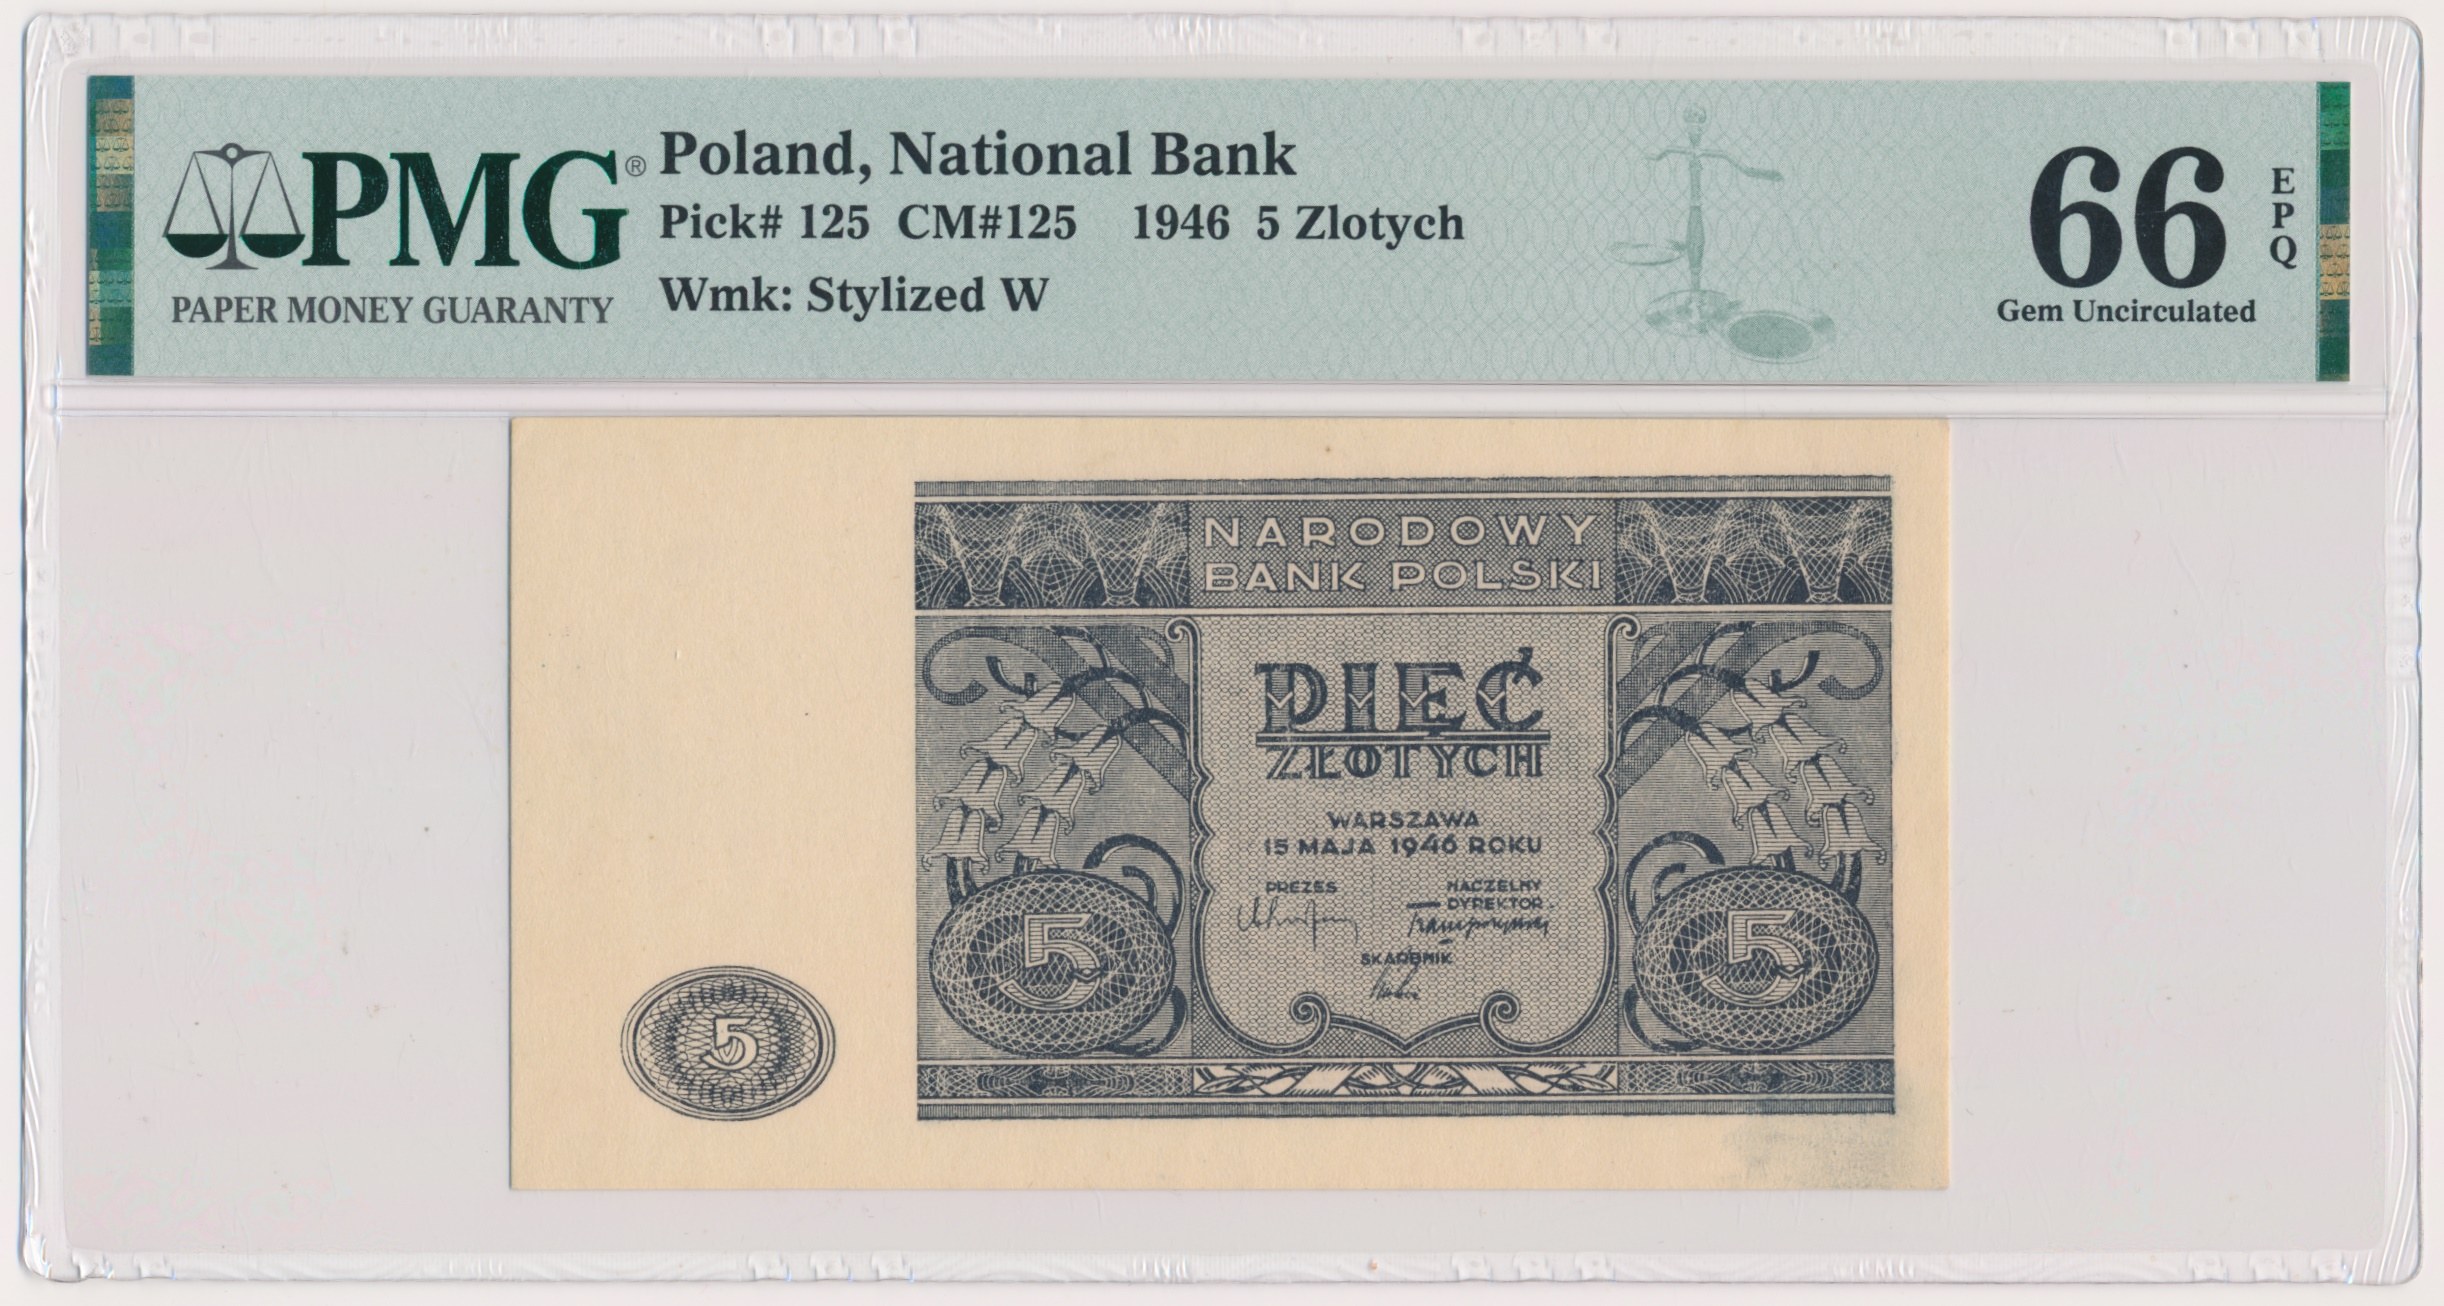 PMG®
PAPER MONEY GUARANTY
Poland, National Bank
Pick# 125 CM#125 1946 5 Zlotych
Wmk: Stylized W
66
EPQ
Gem Uncirculated
NARODOWY
BANK POLSKI
PIĘĆ
ZŁOTYCH
WARSZAWA
15 MAJA 1946 ROKU
PREZES
NACZELNY
DYREKTOR
SKARBNIK
5
5
5